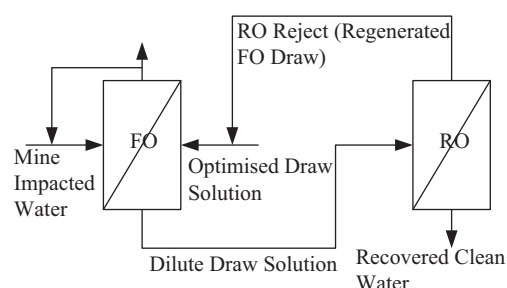 RO Reject (Regenerated
FO Draw)
FO
RO
Mine
Impacted
Water
Optimised Draw
Solution
Dilute Draw Solution
Recovered Clean
Water